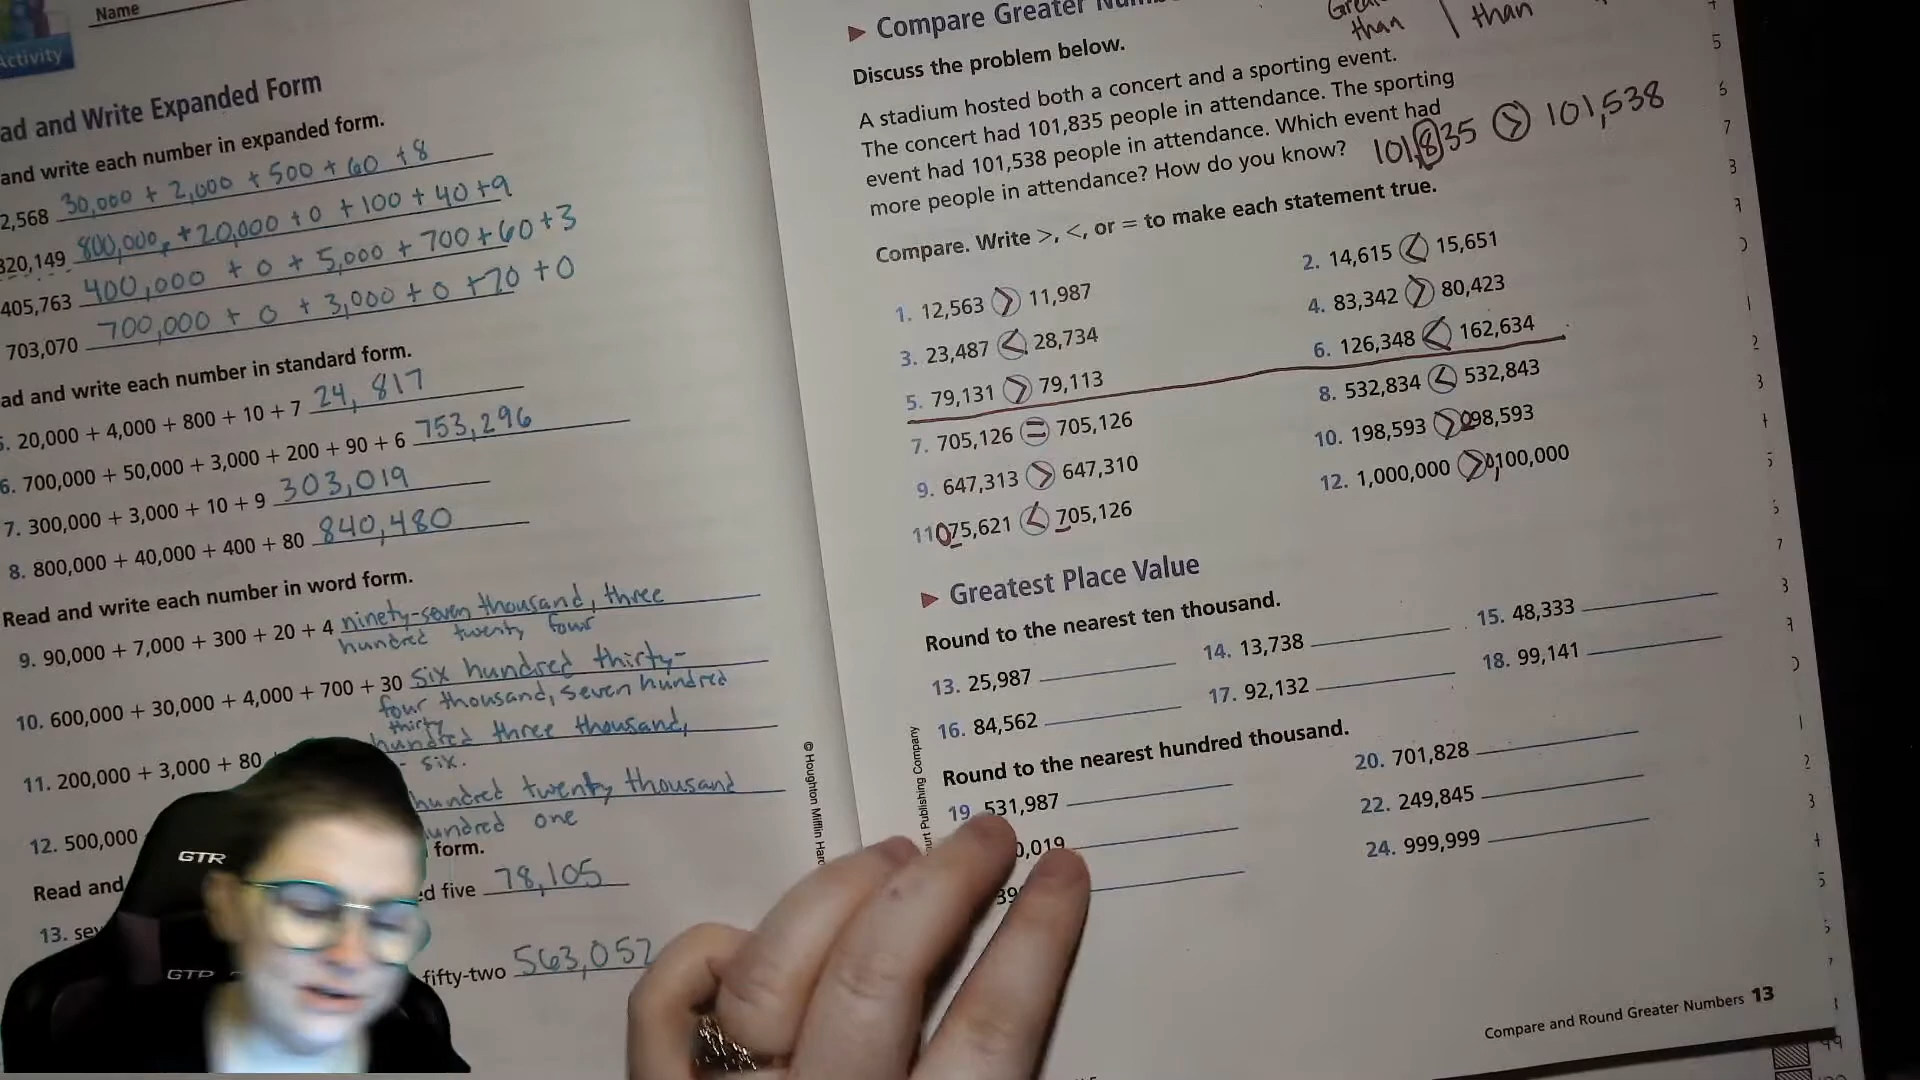 Name
Activity
ad and Write Expanded Form
and write each number in expanded form.
2,568 30,000 + 2,000 + 500 + 60 + 8
820,149 800,000 + 20,000 + 0 + 100 + 40 + 9
405,763 400,000 + 0 + 5,000 + 700 + 60 + 3
703,070 700,000 + 0 + 3,000 + 0 + 70 + 0
ad and write each number in standard form.
5. 20,000 + 4,000 + 800 + 10 + 7 24,817
6. 700,000 + 50,000 + 3,000 + 200 + 90 + 6 753,296
7. 300,000 + 3,000 + 10 + 9 303,019
8. 800,000 + 40,000 + 400 + 80 840,480
Read and write each number in word form.
9. 90,000 + 7,000 + 300 + 20 + 4 ninety-seven thousand, three
hundred twenty four
10. 600,000 + 30,000 + 4,000 + 700 + 30 six hundred thirty-
four thousand, seven hundred
thirty
11. 200,000 + 3,000 + 80 hundred three thousand,
- six.
12. 500,000 hundred twenty thousand
hundred one
Read and form.
13. sev ed five 78,105
fifty-two 563,052
GTR
© Houghton Mifflin Harc
ourt Publishing Company
Compare Greater Num
than | than
Discuss the problem below.
A stadium hosted both a concert and a sporting event.
The concert had 101,835 people in attendance. The sporting
event had 101,538 people in attendance. Which event had
more people in attendance? How do you know?
101,835 > 101,538
Compare. Write >, <, or = to make each statement true.
1. 12,563 > 11,987
2. 14,615 < 15,651
3. 23,487 < 28,734
4. 83,342 > 80,423
5. 79,131 > 79,113
6. 126,348 < 162,634
7. 705,126 = 705,126
8. 532,834 < 532,843
9. 647,313 > 647,310
10. 198,593 > 098,593
11 075,621 < 705,126
12. 1,000,000 > 0,100,000
Greatest Place Value
Round to the nearest ten thousand.
13. 25,987
14. 13,738
15. 48,333
16. 84,562
17. 92,132
18. 99,141
Round to the nearest hundred thousand.
19 531,987
20. 701,828
0,019
22. 249,845
39
24. 999,999
Compare and Round Greater Numbers 13